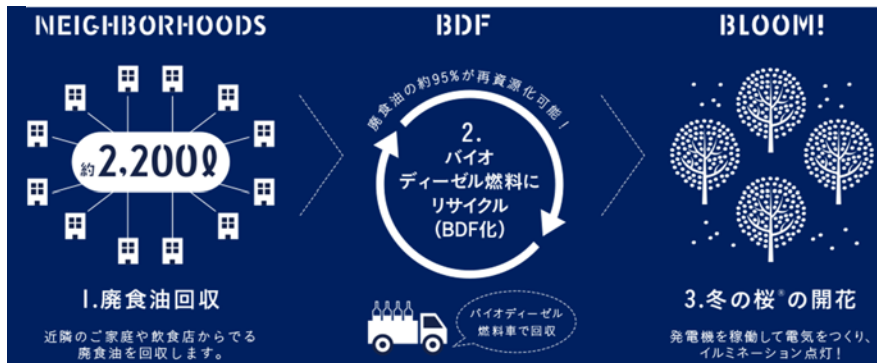 NEIGHBORHOODS
約2,200ℓ
1.廃食油回収
近隣のご家庭や飲食店からでる
廃食油を回収します。
BDF
廃食油の約95%が再資源化可能!
2.
バイオ
ディーゼル燃料に
リサイクル
(BDF化)
バイオディーゼル
燃料車で回収
BLOOM!
3.冬の桜®の開花
発電機を稼働して電気をつくり、
イルミネーション点灯!